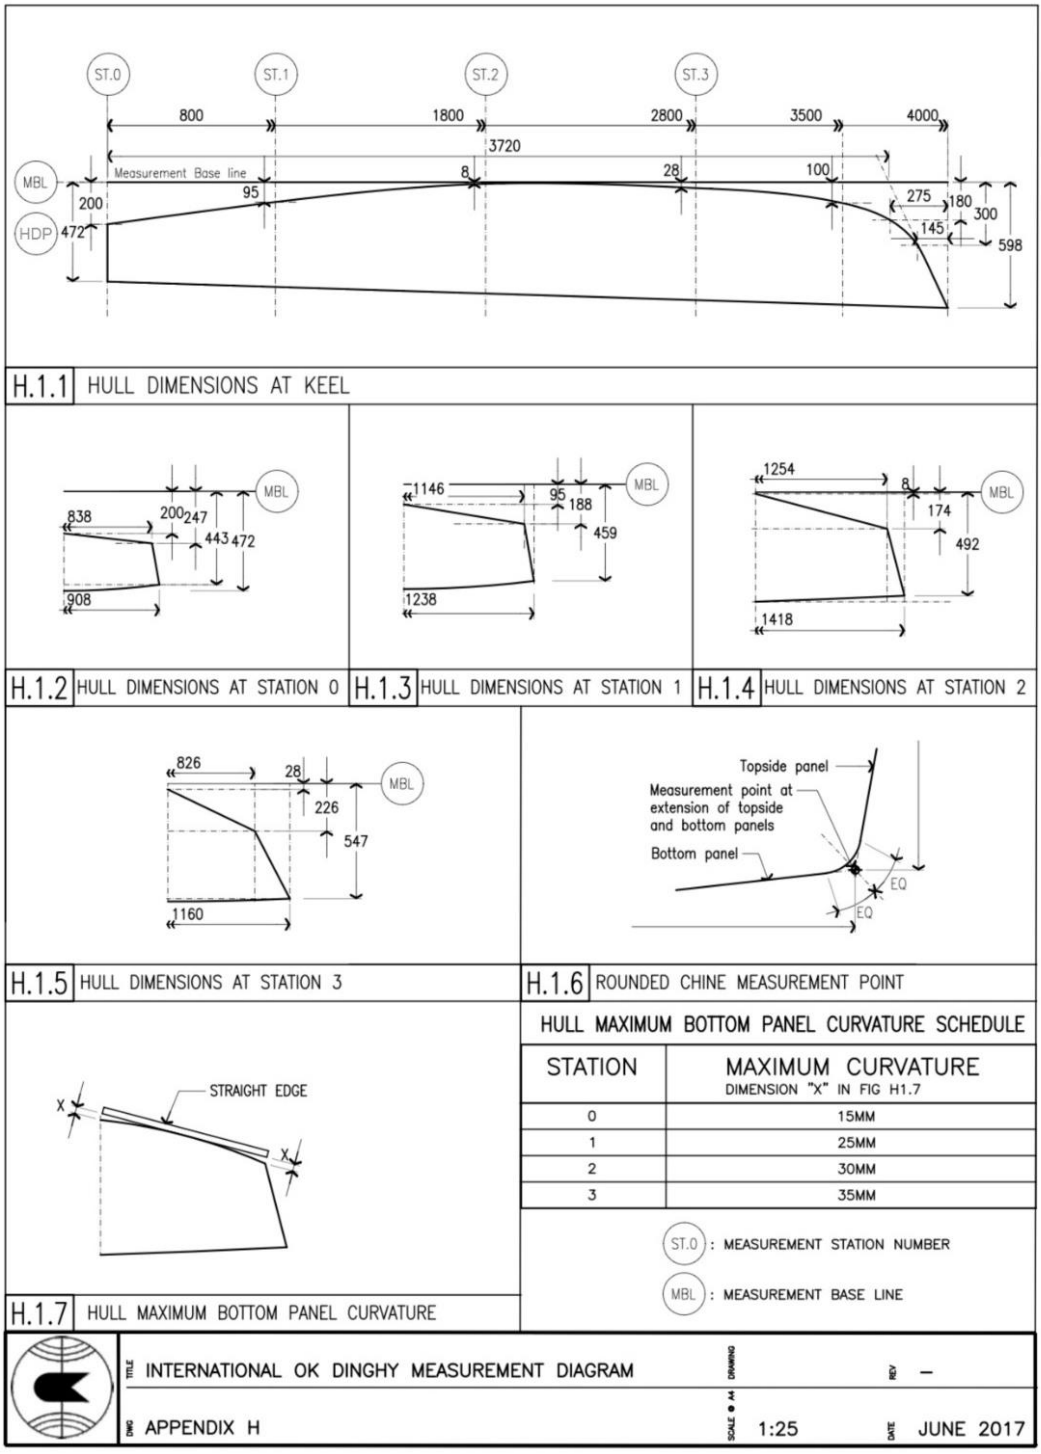 ST.0 ST.1 ST.2 ST.3
800 1800 2800 3500 4000
3720
MBL Measurement Base line 8 28 100
200 95 275 180
300
HDP 472 145
598
H.1.1 HULL DIMENSIONS AT KEEL
MBL
838 200 247
443 472
908
1146 MBL
95
188
459
1238
1254 8 MBL
174
492
1418
H.1.2 HULL DIMENSIONS AT STATION 0
H.1.3 HULL DIMENSIONS AT STATION 1
H.1.4 HULL DIMENSIONS AT STATION 2
826 28 MBL
226
547
1160
Topside panel
Measurement point at
extension of topside
and bottom panels
Bottom panel
EQ
EQ
H.1.5 HULL DIMENSIONS AT STATION 3
H.1.6 ROUNDED CHINE MEASUREMENT POINT
X
STRAIGHT EDGE
X
HULL MAXIMUM BOTTOM PANEL CURVATURE SCHEDULE
STATION MAXIMUM CURVATURE
DIMENSION "X" IN FIG H1.7
0 15MM
1 25MM
2 30MM
3 35MM
ST.0 : MEASUREMENT STATION NUMBER
MBL : MEASUREMENT BASE LINE
H.1.7 HULL MAXIMUM BOTTOM PANEL CURVATURE
TITLE INTERNATIONAL OK DINGHY MEASUREMENT DIAGRAM DRAWING REV –
DWG APPENDIX H SCALE @ A4 1:25 DATE JUNE 2017